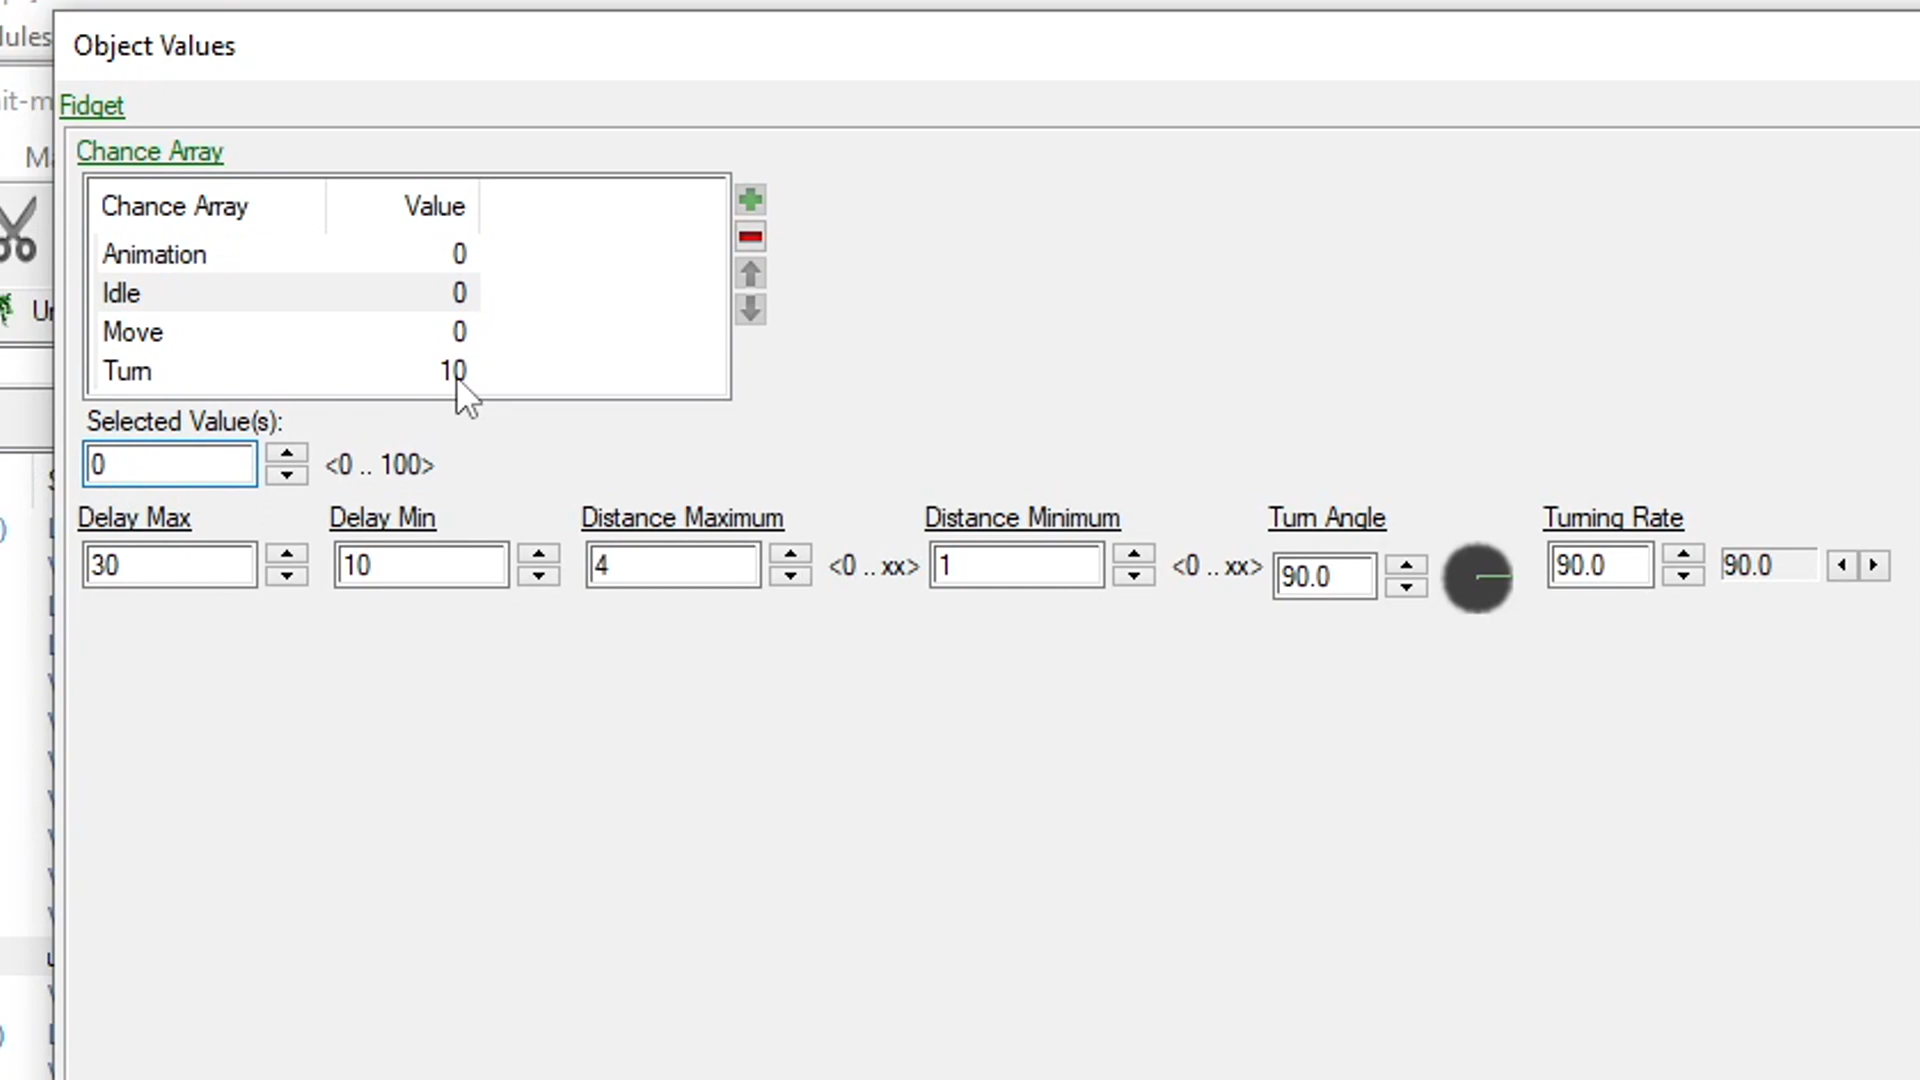 Object Values
Fidget
Chance Array
Chance Array Value
Animation 0
Idle 0
Move 0
Turn 10
Selected Value(s):
0 <0 .. 100>
Delay Max Delay Min Distance Maximum Distance Minimum Turn Angle Turning Rate
30 10 4 <0 .. xx> 1 <0 .. xx> 90.0 90.0 90.0